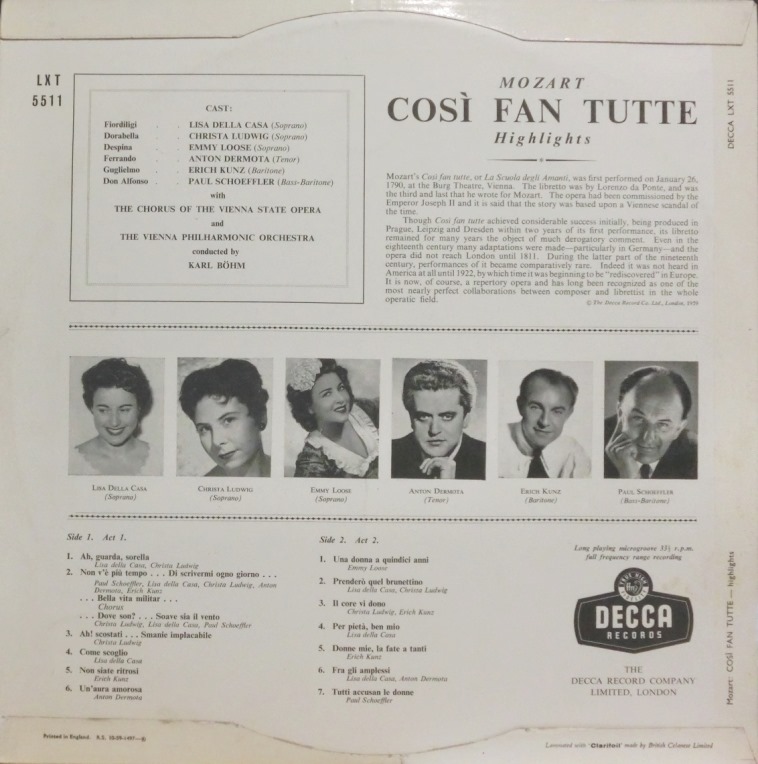 LXT
5511
CAST:
Fiordiligi . . LISA DELLA CASA (Soprano)
Dorabella . . CHRISTA LUDWIG (Soprano)
Despina . . EMMY LOOSE (Soprano)
Ferrando . . ANTON DERMOTA (Tenor)
Guglielmo . . ERICH KUNZ (Baritone)
Don Alfonso . . PAUL SCHOEFFLER (Bass-Baritone)
with
THE CHORUS OF THE VIENNA STATE OPERA
and
THE VIENNA PHILHARMONIC ORCHESTRA
conducted by
KARL BÖHM
MOZART
COSÌ FAN TUTTE
Highlights
Mozart's Così fan tutte, or La Scuola degli Amanti, was first performed on January 26,
1790, at the Burg Theatre, Vienna. The libretto was by Lorenzo da Ponte, and was
the third and last that he wrote for Mozart. The opera had been commissioned by the
Emperor Joseph II and it is said that the story was based upon a Viennese scandal of
the time.
Though Così fan tutte achieved considerable success initially, being produced in
Prague, Leipzig and Dresden within two years of its first performance, its libretto
remained for many years the object of much derogatory comment. Even in the
eighteenth century many adaptations were made—particularly in Germany—and the
opera did not reach London until 1811. During the latter part of the nineteenth
century, performances of it became comparatively rare. Indeed it was not heard in
America at all until 1922, by which time it was beginning to be "rediscovered" in Europe.
It is now, of course, a repertory opera and has long been recognized as one of the
most nearly perfect collaborations between composer and librettist in the whole
operatic field.
© The Decca Record Co. Ltd., London, 1959
DECCA LXT 5511
LISA DELLA CASA
(Soprano)
CHRISTA LUDWIG
(Soprano)
EMMY LOOSE
(Soprano)
ANTON DERMOTA
(Tenor)
ERICH KUNZ
(Baritone)
PAUL SCHOEFFLER
(Bass-Baritone)
Side 1. Act 1.
1. Ah, guarda, sorella
Lisa della Casa, Christa Ludwig
2. Non v'è più tempo . . . Di scrivermi ogni giorno . . .
Paul Schoeffler, Lisa della Casa, Christa Ludwig, Anton
Dermota, Erich Kunz
. . . Bella vita militar . . .
Chorus
. . . Dove son? . . . Soave sia il vento
Christa Ludwig, Lisa della Casa, Paul Schoeffler
3. Ah! scostati . . . Smanie implacabile
Christa Ludwig
4. Come scoglio
Lisa della Casa
5. Non siate ritrosi
Erich Kunz
6. Un'aura amorosa
Anton Dermota
Side 2. Act 2.
1. Una donna a quindici anni
Emmy Loose
2. Prenderò quel brunettino
Lisa della Casa, Christa Ludwig
3. Il core vi dono
Christa Ludwig, Erich Kunz
4. Per pietà, ben mio
Lisa della Casa
5. Donne mie, la fate a tanti
Erich Kunz
6. Fra gli amplessi
Lisa della Casa, Anton Dermota
7. Tutti accusan le donne
Paul Schoeffler
Long playing microgroove 33⅓ r.p.m.
full frequency range recording
DECCA
RECORDS
THE
DECCA RECORD COMPANY
LIMITED, LONDON
Mozart: COSÌ FAN TUTTE — highlights
Printed in England.
Laminated with 'Clarifoil' made by British Celanese Limited